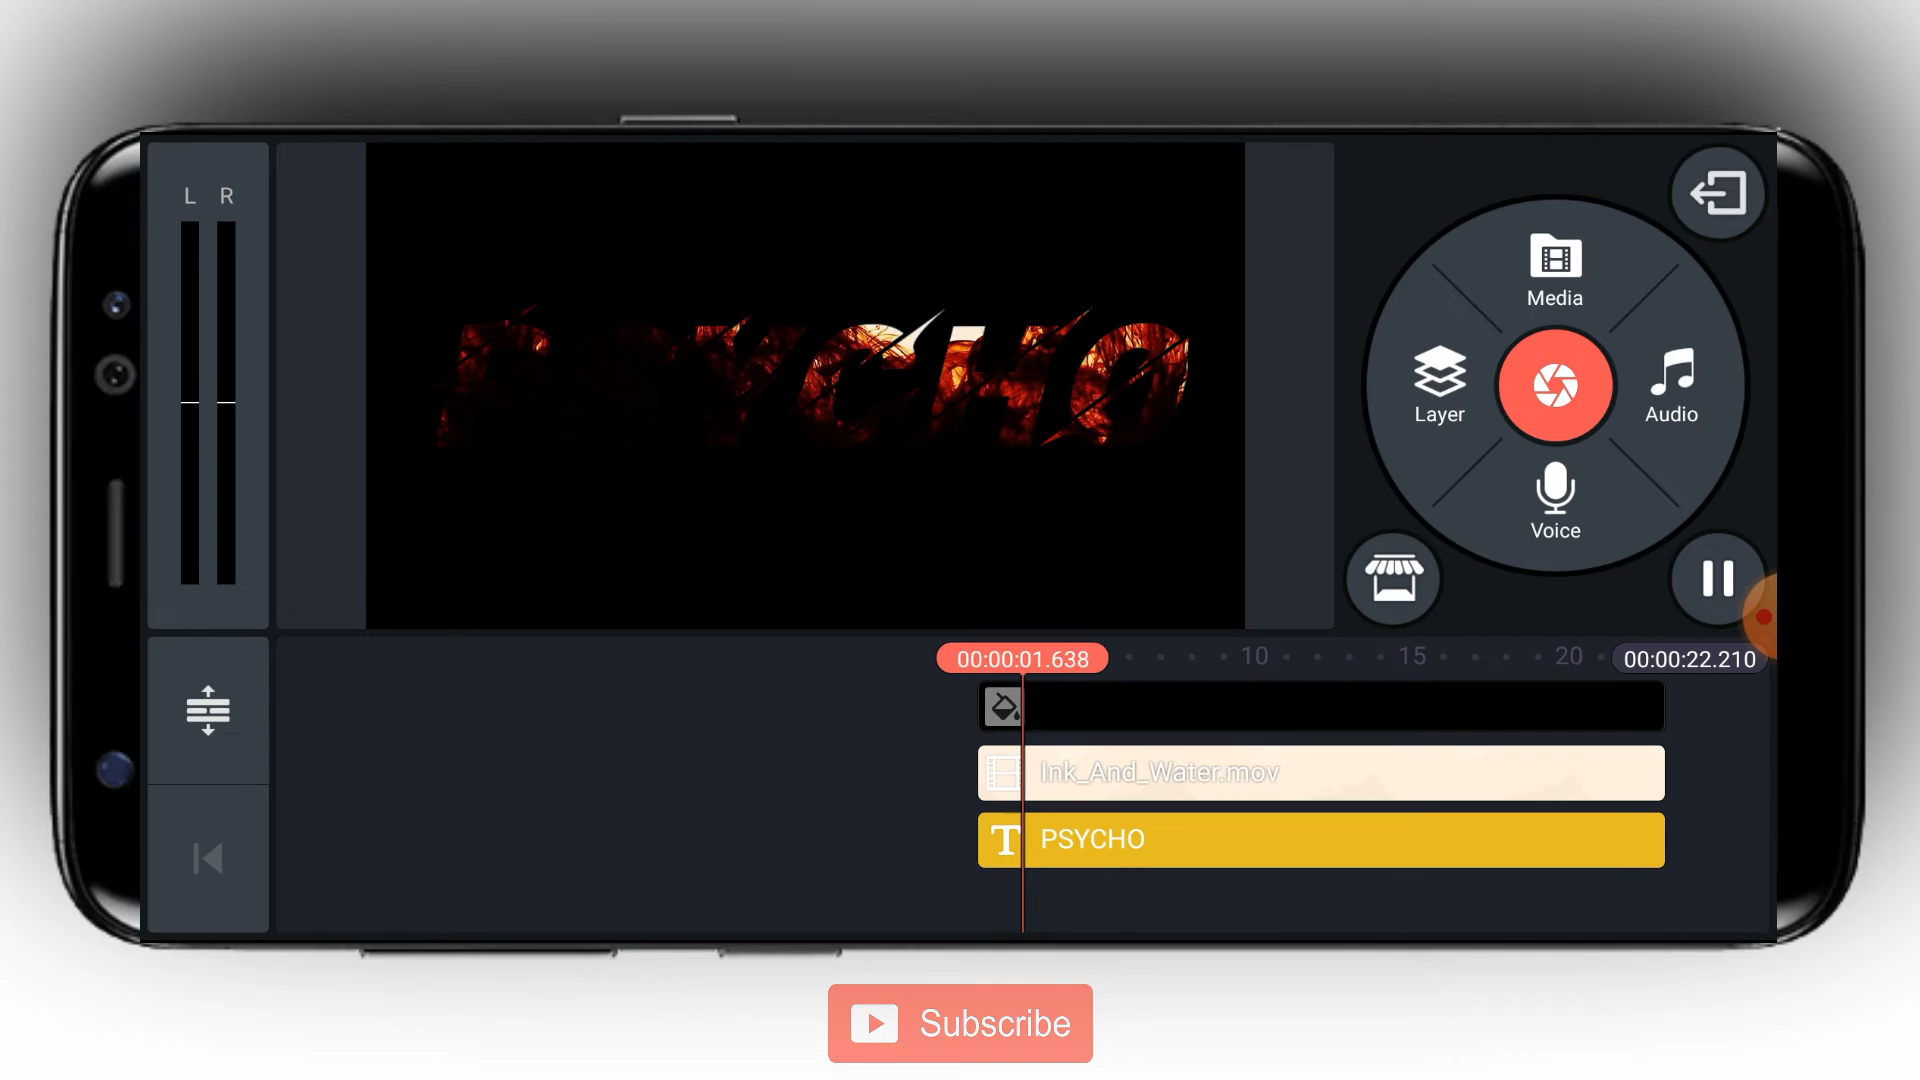 L R
PSYCHO
Media
Layer
Audio
Voice
00:00:01.638
10
15
20
00:00:22.210
Ink_And_Water.mov
T
PSYCHO
Subscribe